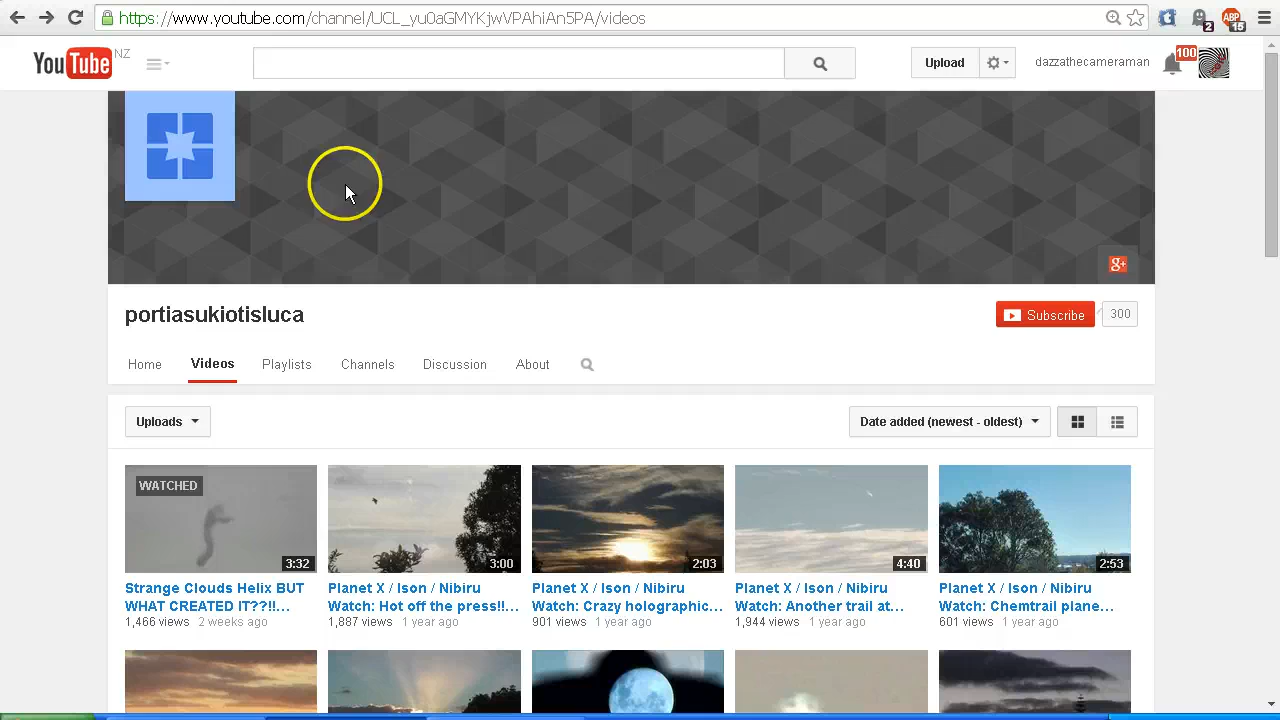 https://www.youtube.com/channel/UCL_yu0aGMYKjwVPVhiAnTPA/videos
2
ABP
15
YouTube NZ
Upload
dazzathecameraman
100
g+
portiasukiotisluca
Subscribe 300
Home Videos Playlists Channels Discussion About
Uploads
Date added (newest - oldest)
WATCHED
3:32 3:00 2:03 4:40 2:53
Strange Clouds Helix BUT
WHAT CREATED IT??!!...
1,466 views 2 weeks ago
Planet X / Ison / Nibiru
Watch: Hot off the press!!...
1,887 views 1 year ago
Planet X / Ison / Nibiru
Watch: Crazy holographic...
901 views 1 year ago
Planet X / Ison / Nibiru
Watch: Another trail at...
1,944 views 1 year ago
Planet X / Ison / Nibiru
Watch: Chemtrail plane...
601 views 1 year ago